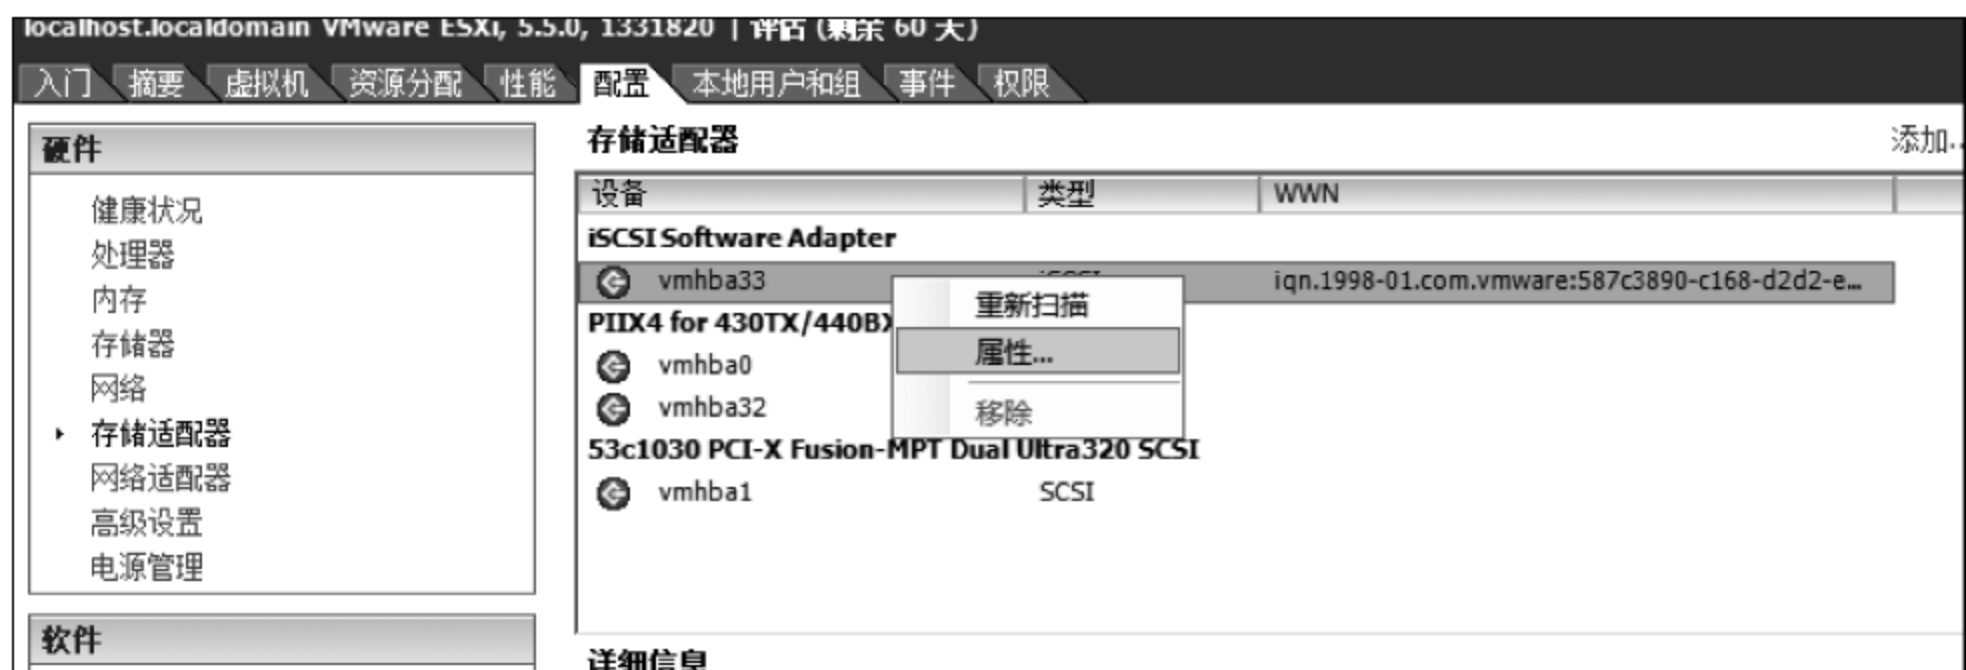 localhost.localdomain VMware ESXi, 5.5.0, 1331820 | 评估 (剩余 60 天)
入门 摘要 虚拟机 资源分配 性能 配置 本地用户和组 事件 权限
硬件
健康状况
处理器
内存
存储器
网络
存储适配器
网络适配器
高级设置
电源管理
软件
存储适配器
添加..
设备 类型 WWN
iSCSI Software Adapter
vmhba33 iqn.1998-01.com.vmware:587c3890-c168-d2d2-e...
重新扫描
属性...
移除
PIIX4 for 430TX/440BX
vmhba0
vmhba32
53c1030 PCI-X Fusion-MPT Dual Ultra320 SCSI
vmhba1 SCSI
详细信息